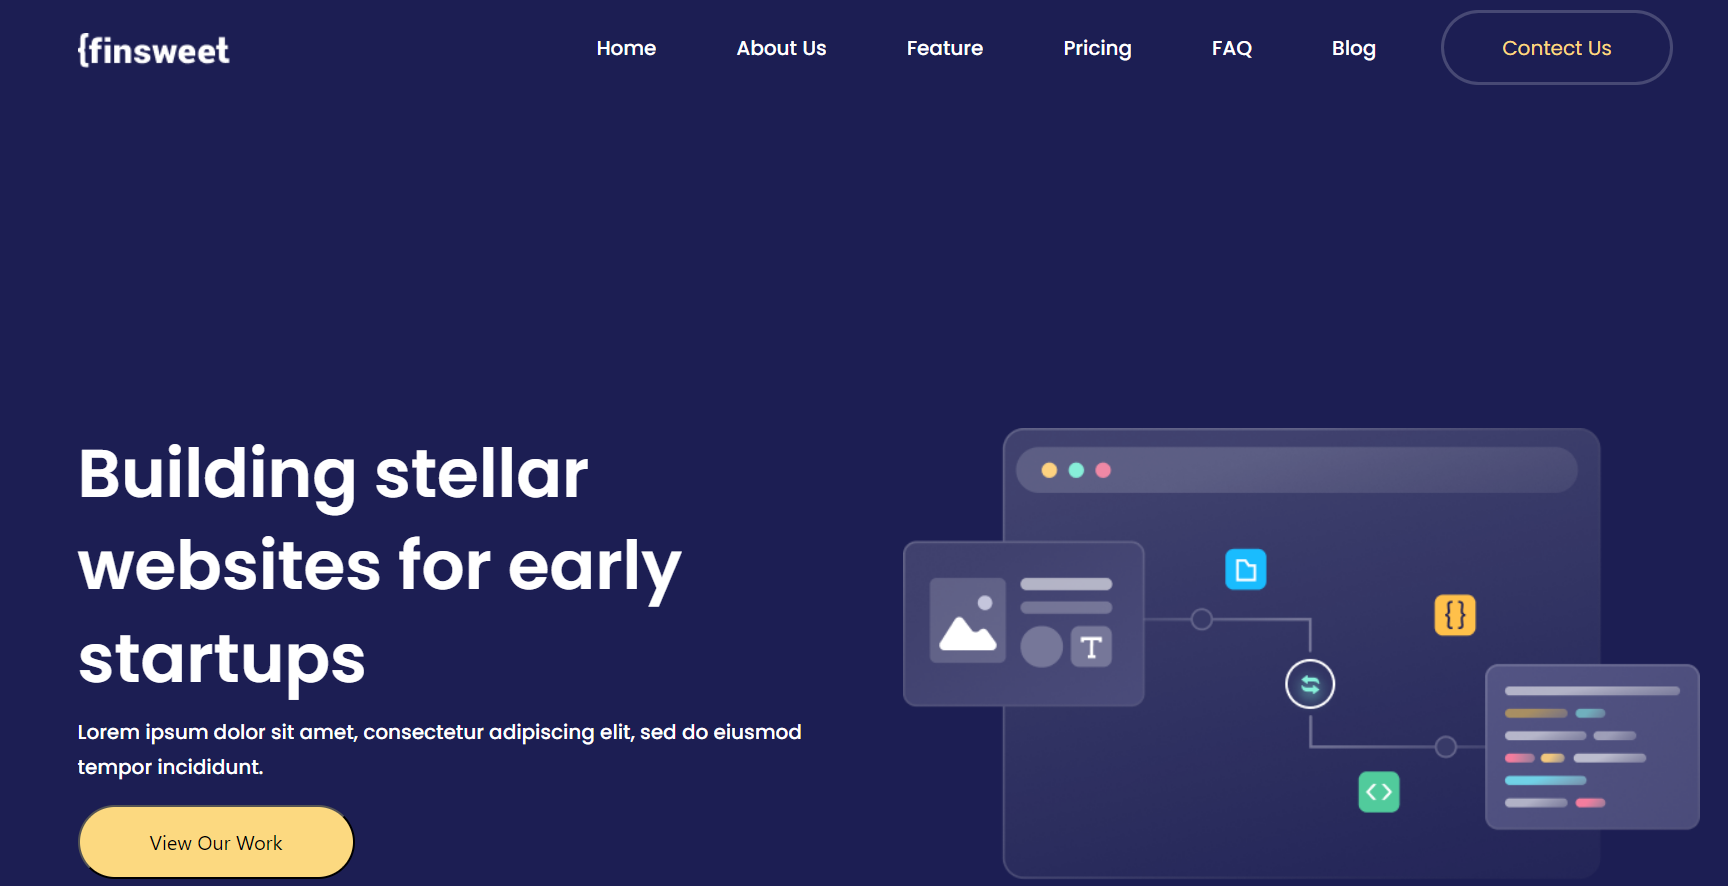 {finsweet
Home About Us Feature Pricing FAQ Blog Contect Us
Building stellar
websites for early
startups
Lorem ipsum dolor sit amet, consectetur adipiscing elit, sed do eiusmod
tempor incididunt.
View Our Work
T
{}
<>